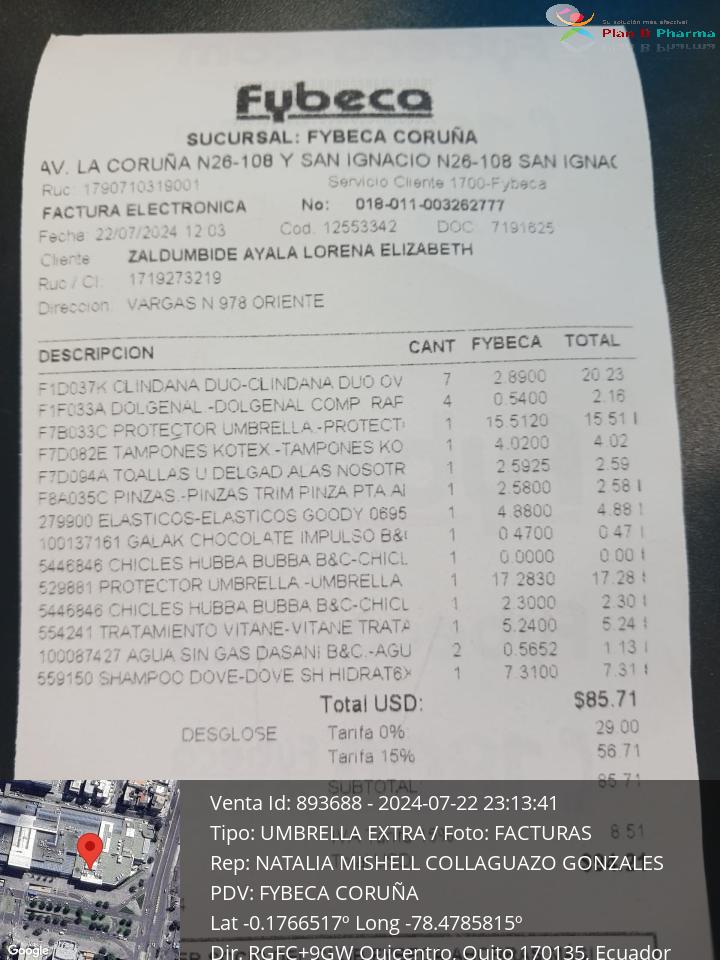 Su solución más efectiva!
Plan B Pharma
Fybeca
SUCURSAL: FYBECA CORUÑA
AV. LA CORUÑA N26-108 Y SAN IGNACIO N26-108 SAN IGNAC
Ruc: 1790710319001 Servicio Cliente 1700-Fybeca
FACTURA ELECTRONICA No: 018-011-003262777
Fecha: 22/07/2024 12:03 Cod. 12553342 DOC: 7191625
Cliente ZALDUMBIDE AYALA LORENA ELIZABETH
Ruc / CI: 1719273219
Direccion: VARGAS N 978 ORIENTE
DESCRIPCION CANT FYBECA TOTAL
F1D037K CLINDANA DUO-CLINDANA DUO OV 7 2.8900 20.23
F1F033A DOLGENAL -DOLGENAL COMP RAP 4 0.5400 2.16
F7B033C PROTECTOR UMBRELLA -PROTECT 1 15.5120 15.51 I
F7D082E TAMPONES KOTEX -TAMPONES KO 1 4.0200 4.02
F7D094A TOALLAS U DELGAD ALAS NOSOTR 1 2.5925 2.59
F8A035C PINZAS.-PINZAS TRIM PINZA PTA AI 1 2.5800 2.58 I
279900 ELASTICOS-ELASTICOS GOODY 0695 1 4.8800 4.88 I
100137161 GALAK CHOCOLATE IMPULSO B&( 1 0.4700 0.47 I
5446846 CHICLES HUBBA BUBBA B&C-CHICL 1 0.0000 0.00 I
529881 PROTECTOR UMBRELLA -UMBRELLA 1 17.2830 17.28 I
5446846 CHICLES HUBBA BUBBA B&C-CHICL 1 2.3000 2.30 I
554241 TRATAMIENTO VITANE-VITANE TRATA 1 5.2400 5.24 I
100087427 AGUA SIN GAS DASANI B&C.-AGU 2 0.5652 1.13 I
559150 SHAMPOO DOVE-DOVE SH HIDRAT6X 1 7.3100 7.31 I
Total USD: $85.71
DESGLOSE Tarifa 0% 29.00
Tarifa 15% 56.71
SUBTOTAL: 85.71
8.51
Venta Id: 893688 - 2024-07-22 23:13:41
Tipo: UMBRELLA EXTRA / Foto: FACTURAS
Rep: NATALIA MISHELL COLLAGUAZO GONZALES
PDV: FYBECA CORUÑA
Lat -0.1766517º Long -78.4785815º
Dir. RGFC+9GW Quicentro, Quito 170135, Ecuador
Google